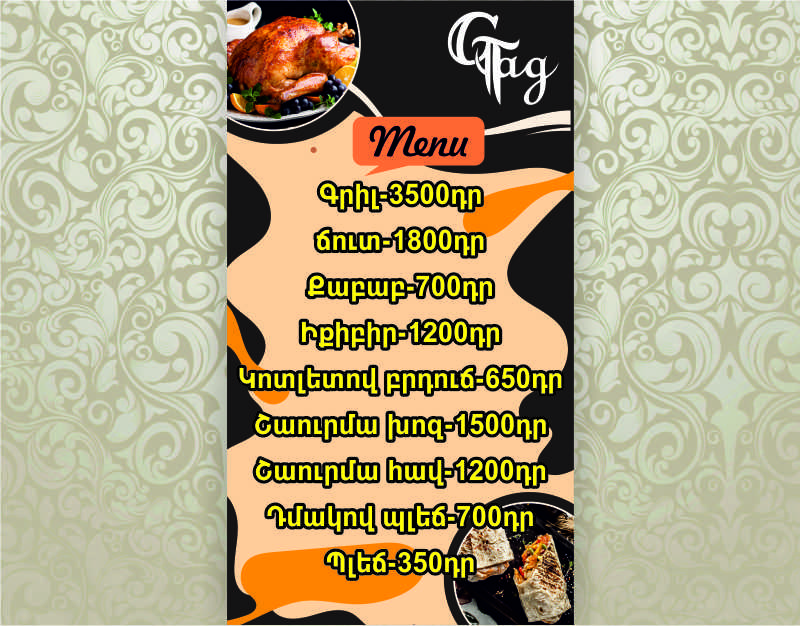 GTag
Menu
Գրիլ-3500դր
ճուտ-1800դր
Քաբաբ-700դր
Իքիբիր-1200դր
Կոտլետով բրդուճ-650դր
Շաուրմա խոզ-1500դր
Շաուրմա հավ-1200դր
Դմակով պլեճ-700դր
Պլեճ-350դր